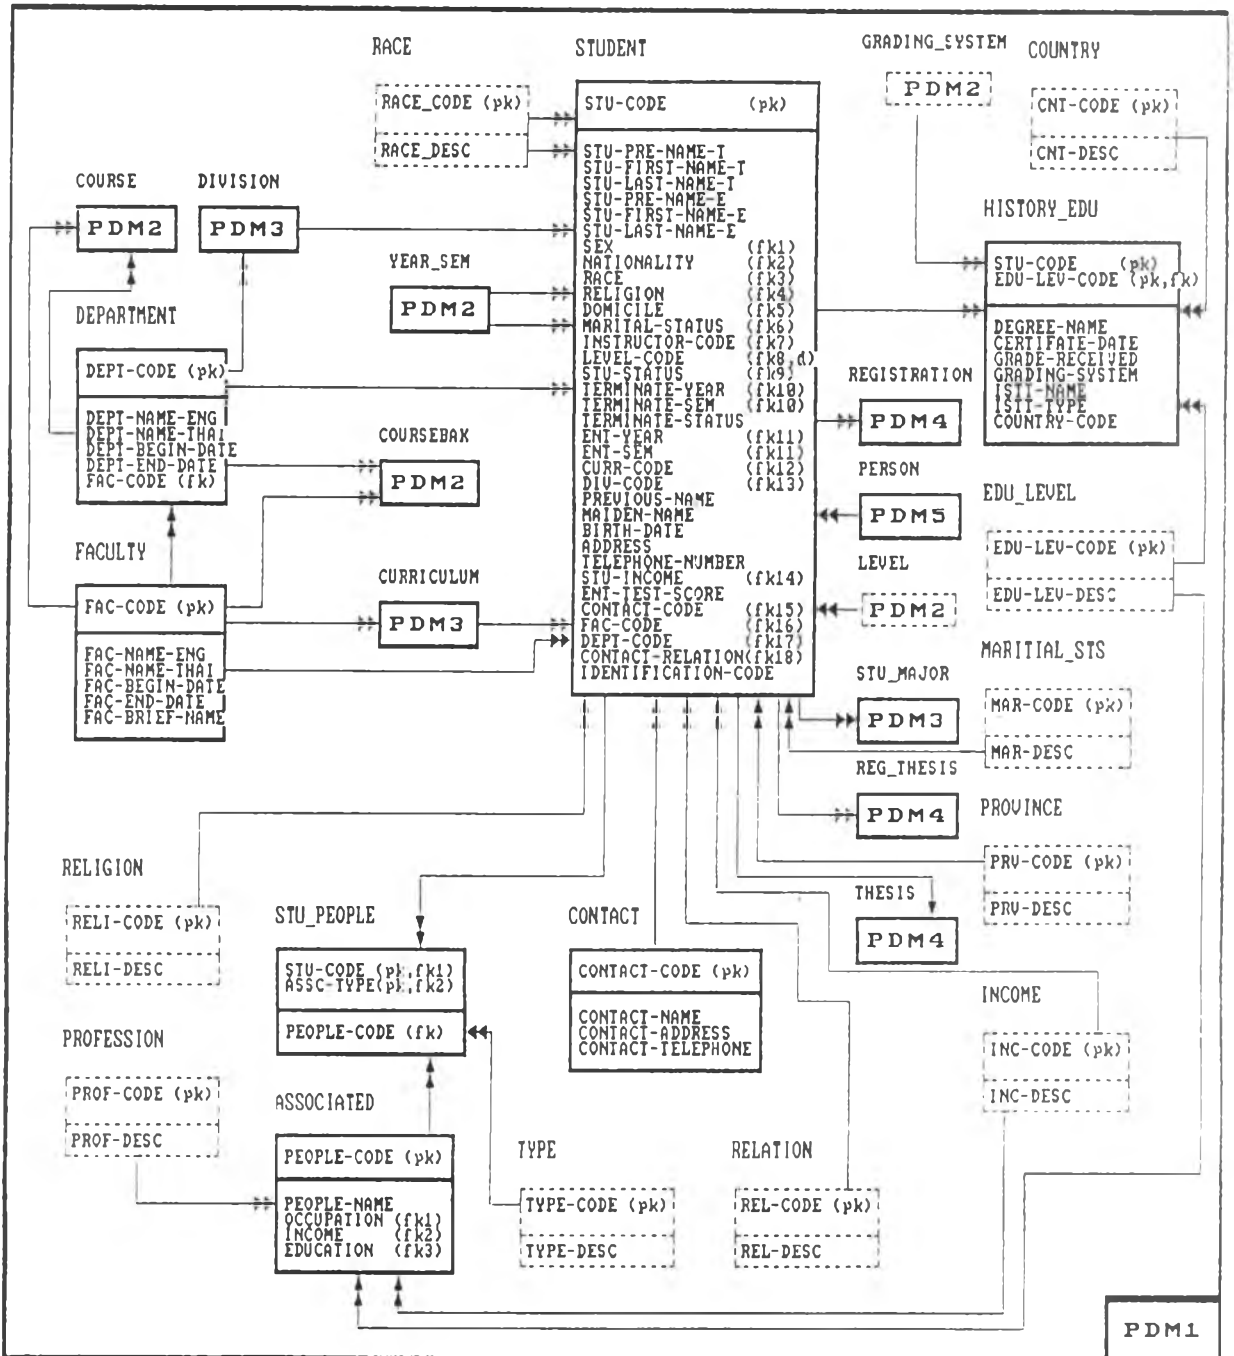 RACE
RACE_CODE (pk)
RACE_DESC
STUDENT
STU-CODE (pk)
STU-PRE-NAME-T
STU-FIRST-NAME-T
STU-LAST-NAME-T
STU-PRE-NAME-E
STU-FIRST-NAME-E
STU-LAST-NAME-E
SEX (fk1)
NATIONALITY (fk2)
RACE (fk3)
RELIGION (fk4)
DOMICILE (fk5)
MARITAL-STATUS (fk6)
INSTRUCTOR-CODE (fk7)
LEVEL-CODE (fk8,d)
STU-STATUS (fk9)
TERMINATE-YEAR (fk10)
TERMINATE-SEM (fk10)
TERMINATE-STATUS
ENT-YEAR (fk11)
ENT-SEM (fk11)
CURR-CODE (fk12)
DIV-CODE (fk13)
PREVIOUS-NAME
MAIDEN-NAME
BIRTH-DATE
ADDRESS
TELEPHONE-NUMBER
STU-INCOME (fk14)
ENT-TEST-SCORE
CONTACT-CODE (fk15)
FAC-CODE (fk16)
DEPT-CODE (fk17)
CONTACT-RELATION(fk18)
IDENTIFICATION-CODE
GRADING_SYSTEM
PDM2
COUNTRY
CNT-CODE (pk)
CNT-DESC
COURSE
PDM2
DIVISION
PDM3
YEAR_SEM
PDM2
HISTORY_EDU
STU-CODE (pk)
EDU-LEV-CODE (pk,fk)
DEGREE-NAME
CERTIFATE-DATE
GRADE-RECEIVED
GRADING-SYSTEM
ISTI-NAME
ISTI-TYPE
COUNTRY-CODE
DEPARTMENT
DEPT-CODE (pk)
DEPT-NAME-ENG
DEPT-NAME-THAI
DEPT-BEGIN-DATE
DEPT-END-DATE
FAC-CODE (fk)
COURSEBAK
PDM2
REGISTRATION
PDM4
PERSON
PDM5
LEVEL
PDM2
EDU_LEVEL
EDU-LEV-CODE (pk)
EDU-LEV-DESC
FACULTY
FAC-CODE (pk)
FAC-NAME-ENG
FAC-NAME-THAI
FAC-BEGIN-DATE
FAC-END-DATE
FAC-BRIEF-NAME
CURRICULUM
PDM3
STU_MAJOR
PDM3
MARITIAL_STS
MAR-CODE (pk)
MAR-DESC
REG_THESIS
PDM4
PROVINCE
PRV-CODE (pk)
PRV-DESC
THESIS
PDM4
RELIGION
RELI-CODE (pk)
RELI-DESC
STU_PEOPLE
STU-CODE (pk,fk1)
ASSC-TYPE(pk,fk2)
PEOPLE-CODE (fk)
CONTACT
CONTACT-CODE (pk)
CONTACT-NAME
CONTACT-ADDRESS
CONTACT-TELEPHONE
INCOME
INC-CODE (pk)
INC-DESC
PROFESSION
PROF-CODE (pk)
PROF-DESC
ASSOCIATED
PEOPLE-CODE (pk)
PEOPLE-NAME
OCCUPATION (fk1)
INCOME (fk2)
EDUCATION (fk3)
TYPE
TYPE-CODE (pk)
TYPE-DESC
RELATION
REL-CODE (pk)
REL-DESC
PDM1